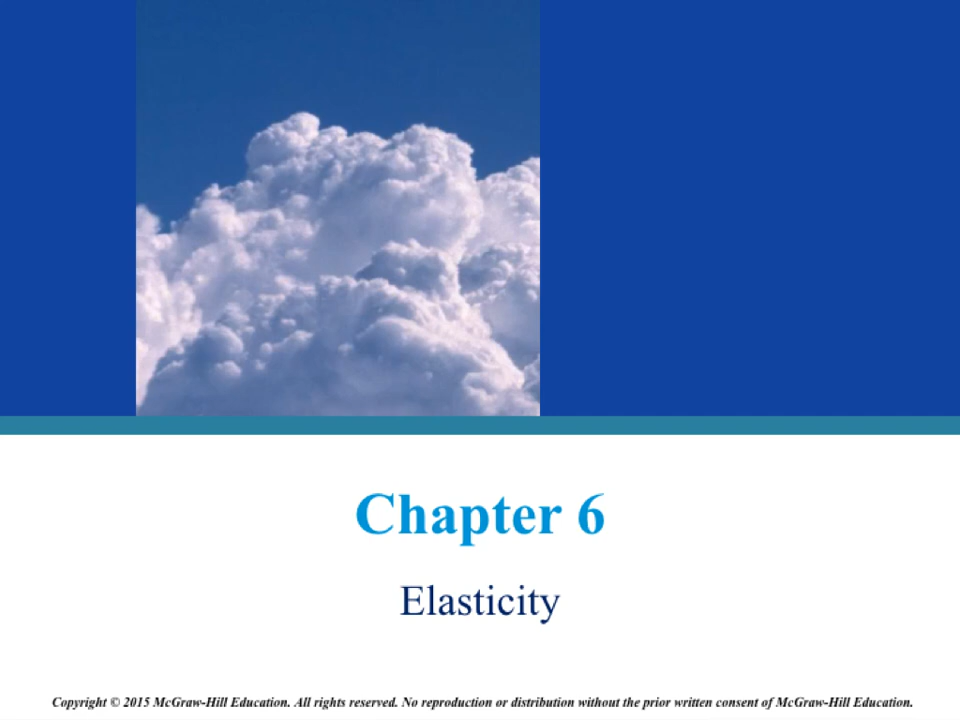 Chapter 6
Elasticity
Copyright © 2015 McGraw-Hill Education. All rights reserved. No reproduction or distribution without the prior written consent of McGraw-Hill Education.